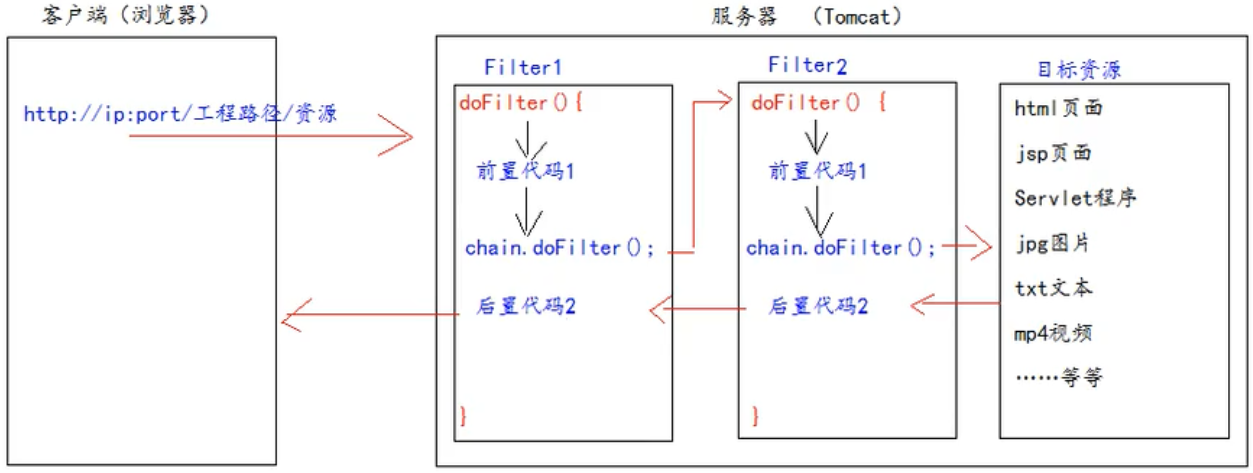 客户端（浏览器）
http://ip:port/工程路径/资源
服务器 （Tomcat）
Filter1
doFilter(){
前置代码1
chain.doFilter();
后置代码2
}
Filter2
doFilter() {
前置代码1
chain.doFilter();
后置代码2
}
目标资源
html页面
jsp页面
Servlet程序
jpg图片
txt文本
mp4视频
……等等